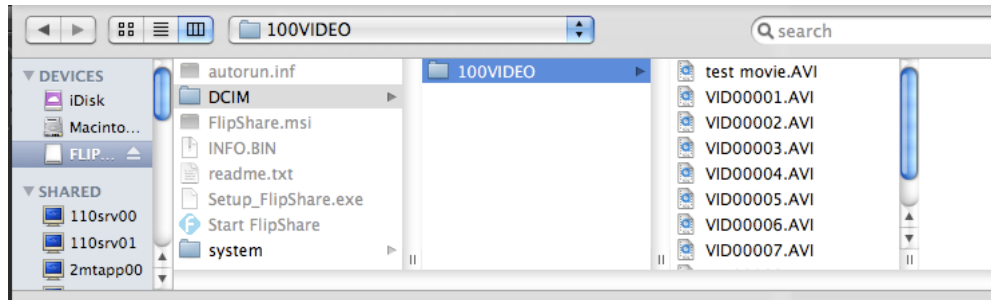 100VIDEO
search
DEVICES
iDisk
Macinto...
FLIP...
SHARED
110srv00
110srv01
2mtapp00
autorun.inf
DCIM
FlipShare.msi
INFO.BIN
readme.txt
Setup_FlipShare.exe
Start FlipShare
system
100VIDEO
test movie.AVI
VID00001.AVI
VID00002.AVI
VID00003.AVI
VID00004.AVI
VID00005.AVI
VID00006.AVI
VID00007.AVI